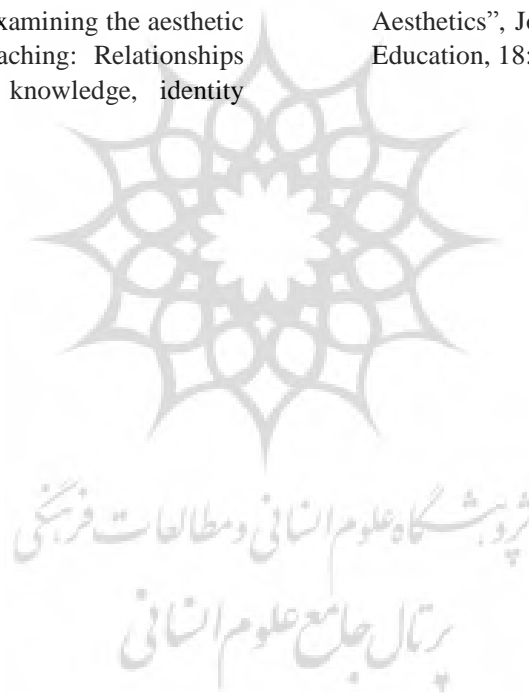 xamining the aesthetic
aching: Relationships
knowledge, identity
Aesthetics”, Jo
Education, 18:
پژوهشگاه علوم انسانی و مطالعات فرهنگی
پرتال جامع علوم انسانی